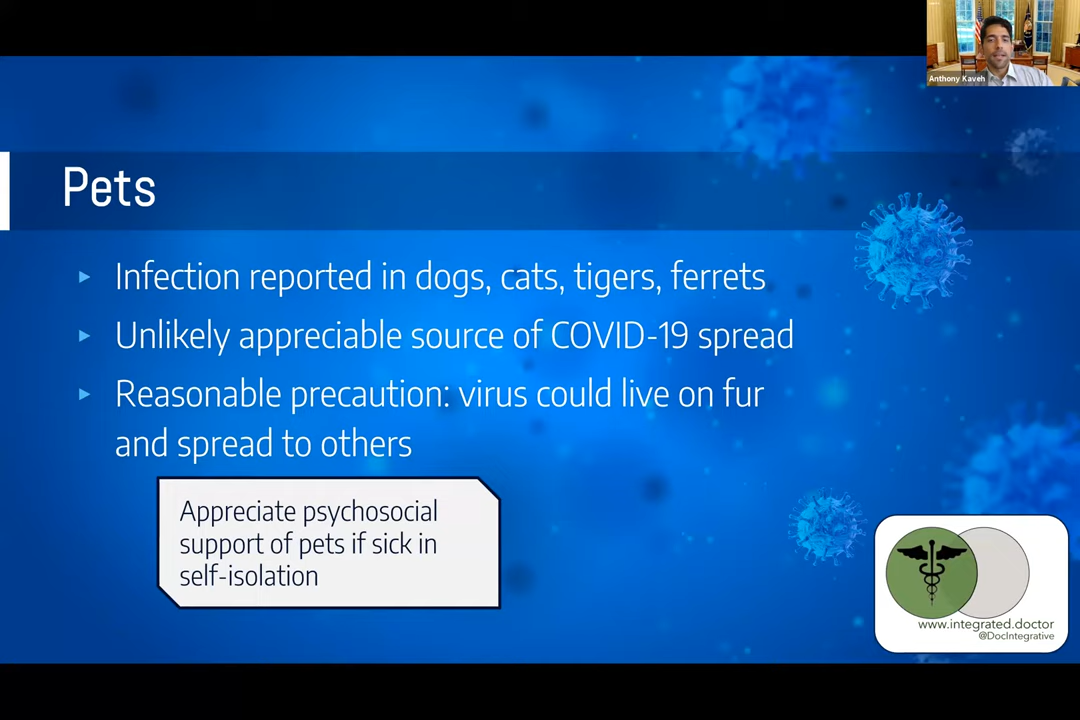 Anthony Kaveh
Pets
Infection reported in dogs, cats, tigers, ferrets
Unlikely appreciable source of COVID-19 spread
Reasonable precaution: virus could live on fur
and spread to others
Appreciate psychosocial
support of pets if sick in
self-isolation
www.integrated.doctor
@DocIntegrative